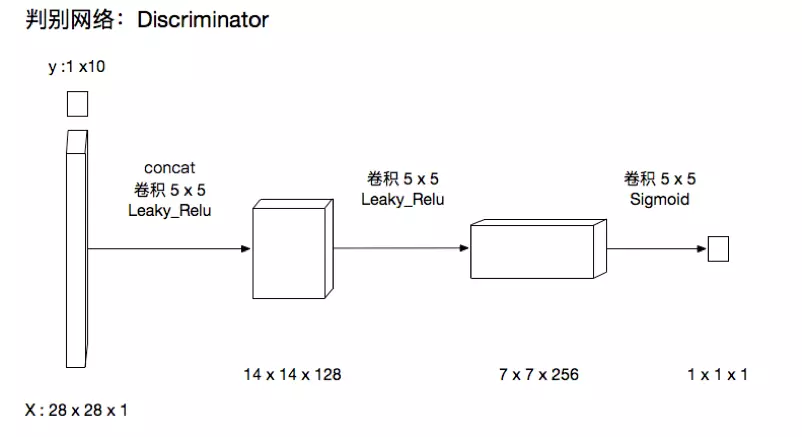 判别网络：Discriminator
y :1 x10
concat
卷积 5 x 5
Leaky_Relu
卷积 5 x 5
Leaky_Relu
卷积 5 x 5
Sigmoid
14 x 14 x 128
7 x 7 x 256
1 x 1 x 1
X : 28 x 28 x 1